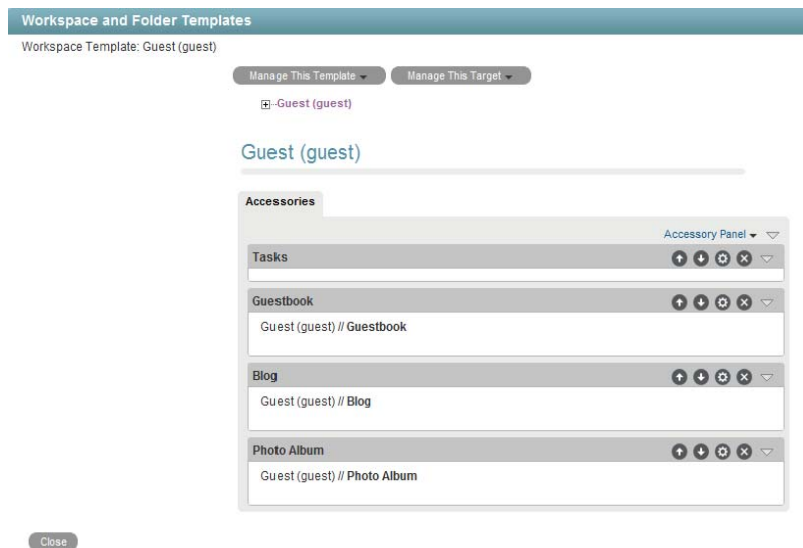 Workspace and Folder Templates
Workspace Template: Guest (guest)
Manage This Template Manage This Target
Guest (guest)
Guest (guest)
Accessories
Accessory Panel
Tasks
Guestbook
Guest (guest) // Guestbook
Blog
Guest (guest) // Blog
Photo Album
Guest (guest) // Photo Album
Close